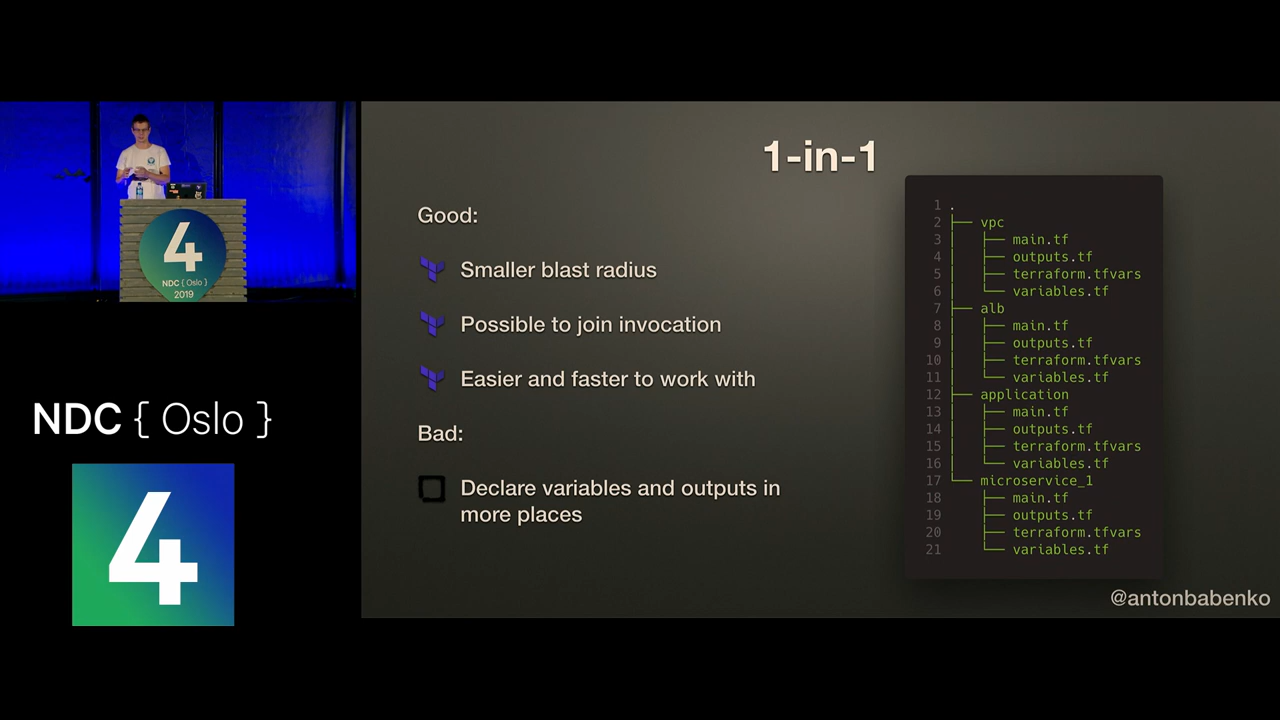 4
NDC { Oslo }
2019
NDC { Oslo }
4
1-in-1
Good:
Smaller blast radius
Possible to join invocation
Easier and faster to work with
Bad:
Declare variables and outputs in
more places
1 .
2 ├── vpc
3 │   ├── main.tf
4 │   ├── outputs.tf
5 │   ├── terraform.tfvars
6 │   └── variables.tf
7 ├── alb
8 │   ├── main.tf
9 │   ├── outputs.tf
10 │   ├── terraform.tfvars
11 │   └── variables.tf
12 ├── application
13 │   ├── main.tf
14 │   ├── outputs.tf
15 │   ├── terraform.tfvars
16 │   └── variables.tf
17 └── microservice_1
18     ├── main.tf
19     ├── outputs.tf
20     ├── terraform.tfvars
21     └── variables.tf
@antonbabenko